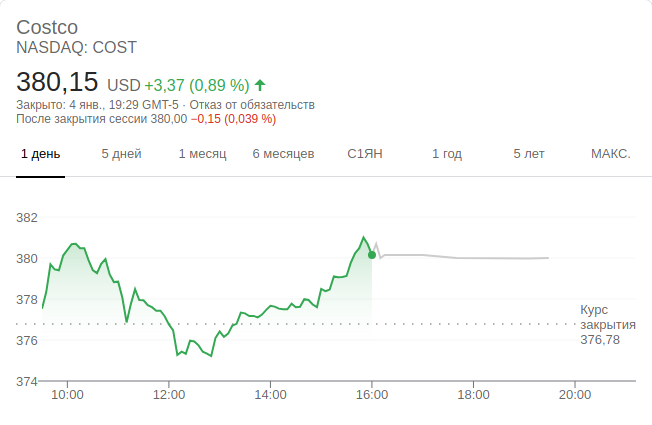 Costco
NASDAQ: COST
380,15 USD +3,37 (0,89 %)
Закрыто: 4 янв., 19:29 GMT-5 · Отказ от обязательств
После закрытия сессии 380,00 −0,15 (0,039 %)
1 день 5 дней 1 месяц 6 месяцев С1ЯН 1 год 5 лет МАКС.
382
380
378
376
374
Курс
закрытия
376,78
10:00 12:00 14:00 16:00 18:00 20:00